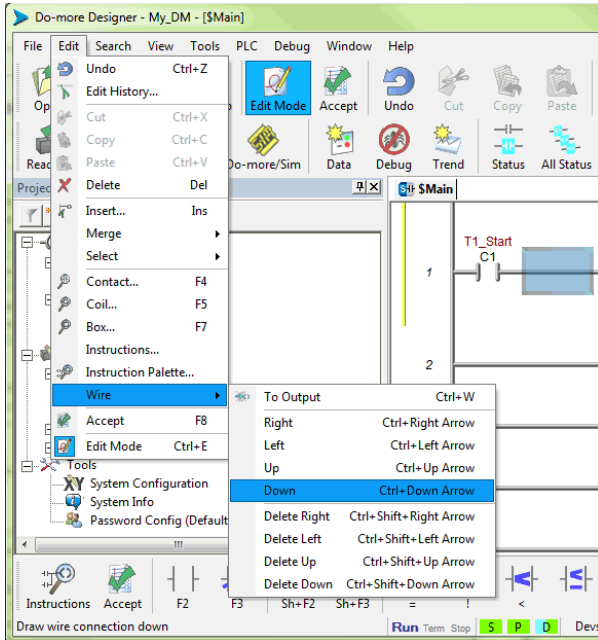 Do-more Designer - My_DM - [$Main]
File Edit Search View Tools PLC Debug Window Help
Undo Ctrl+Z
Edit History...
Cut Ctrl+X
Copy Ctrl+C
Paste Ctrl+V
Delete Del
Insert... Ins
Merge
Select
Contact... F4
Coil... F5
Box... F7
Instructions...
Instruction Palette...
Wire
Accept F8
Edit Mode Ctrl+E
To Output Ctrl+W
Right Ctrl+Right Arrow
Left Ctrl+Left Arrow
Up Ctrl+Up Arrow
Down Ctrl+Down Arrow
Delete Right Ctrl+Shift+Right Arrow
Delete Left Ctrl+Shift+Left Arrow
Delete Up Ctrl+Shift+Up Arrow
Delete Down Ctrl+Shift+Down Arrow
Edit Mode Accept Undo Cut Copy Paste
Do-more/Sim Data Debug Trend Status All Status
$Main
T1_Start
C1
1
2
Tools
System Configuration
System Info
Password Config (Default
Instructions Accept F2 F3 Sh+F2 Sh+F3 = ! <
Draw wire connection down
Run Term Stop S P D